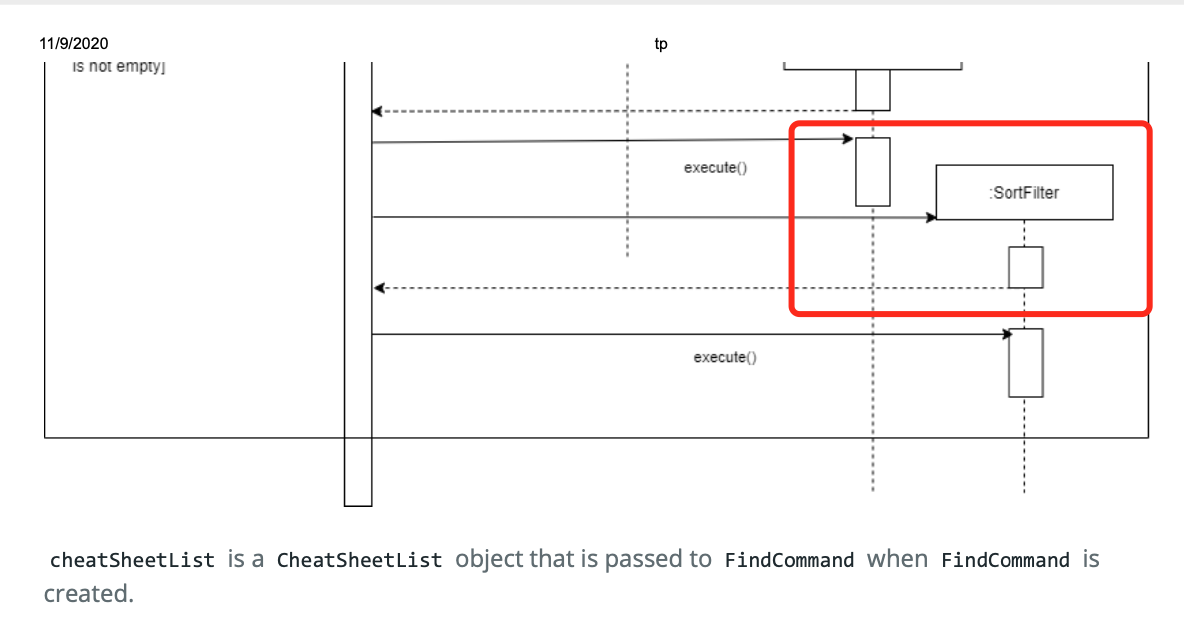 11/9/2020
tp
is not empty]
execute()
:SortFilter
execute()
cheatSheetList is a CheatSheetList object that is passed to FindCommand when FindCommand is
created.